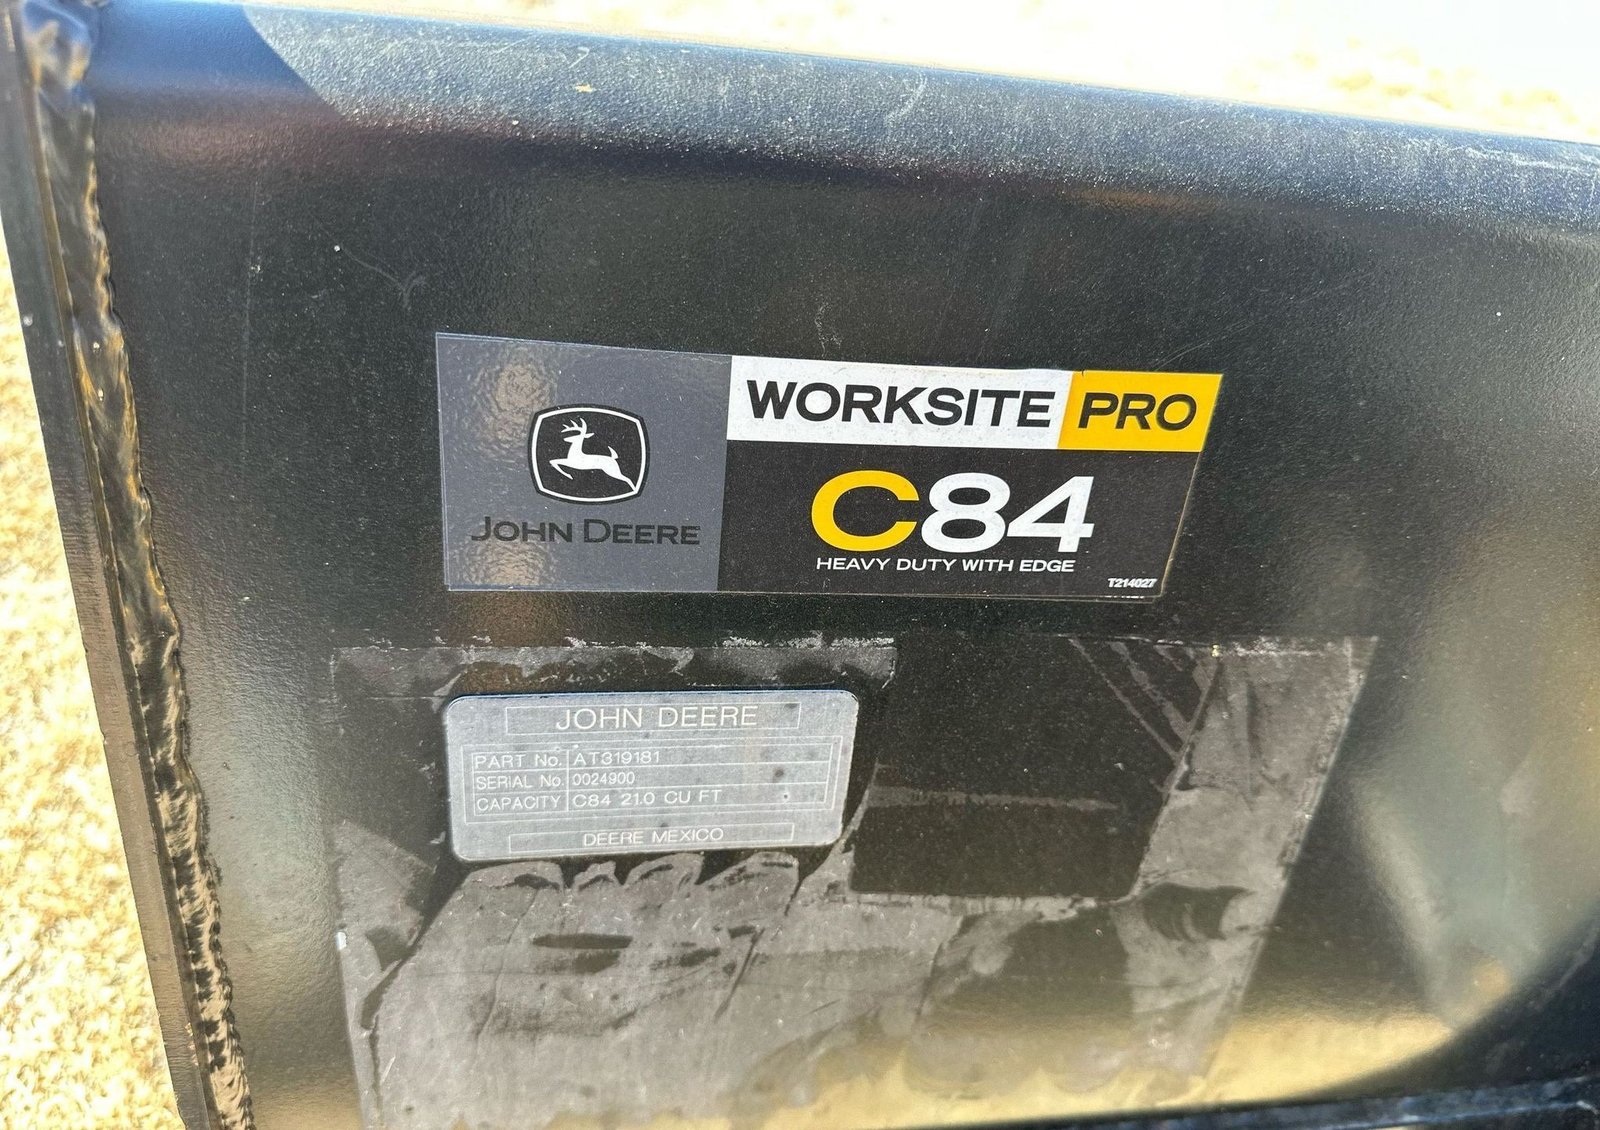 WORKSITE PRO
JOHN DEERE
C84
HEAVY DUTY WITH EDGE
T214027
JOHN DEERE
PART No. AT319181
SERIAL No. 0024900
CAPACITY C84 21.0 CU FT
DEERE MEXICO